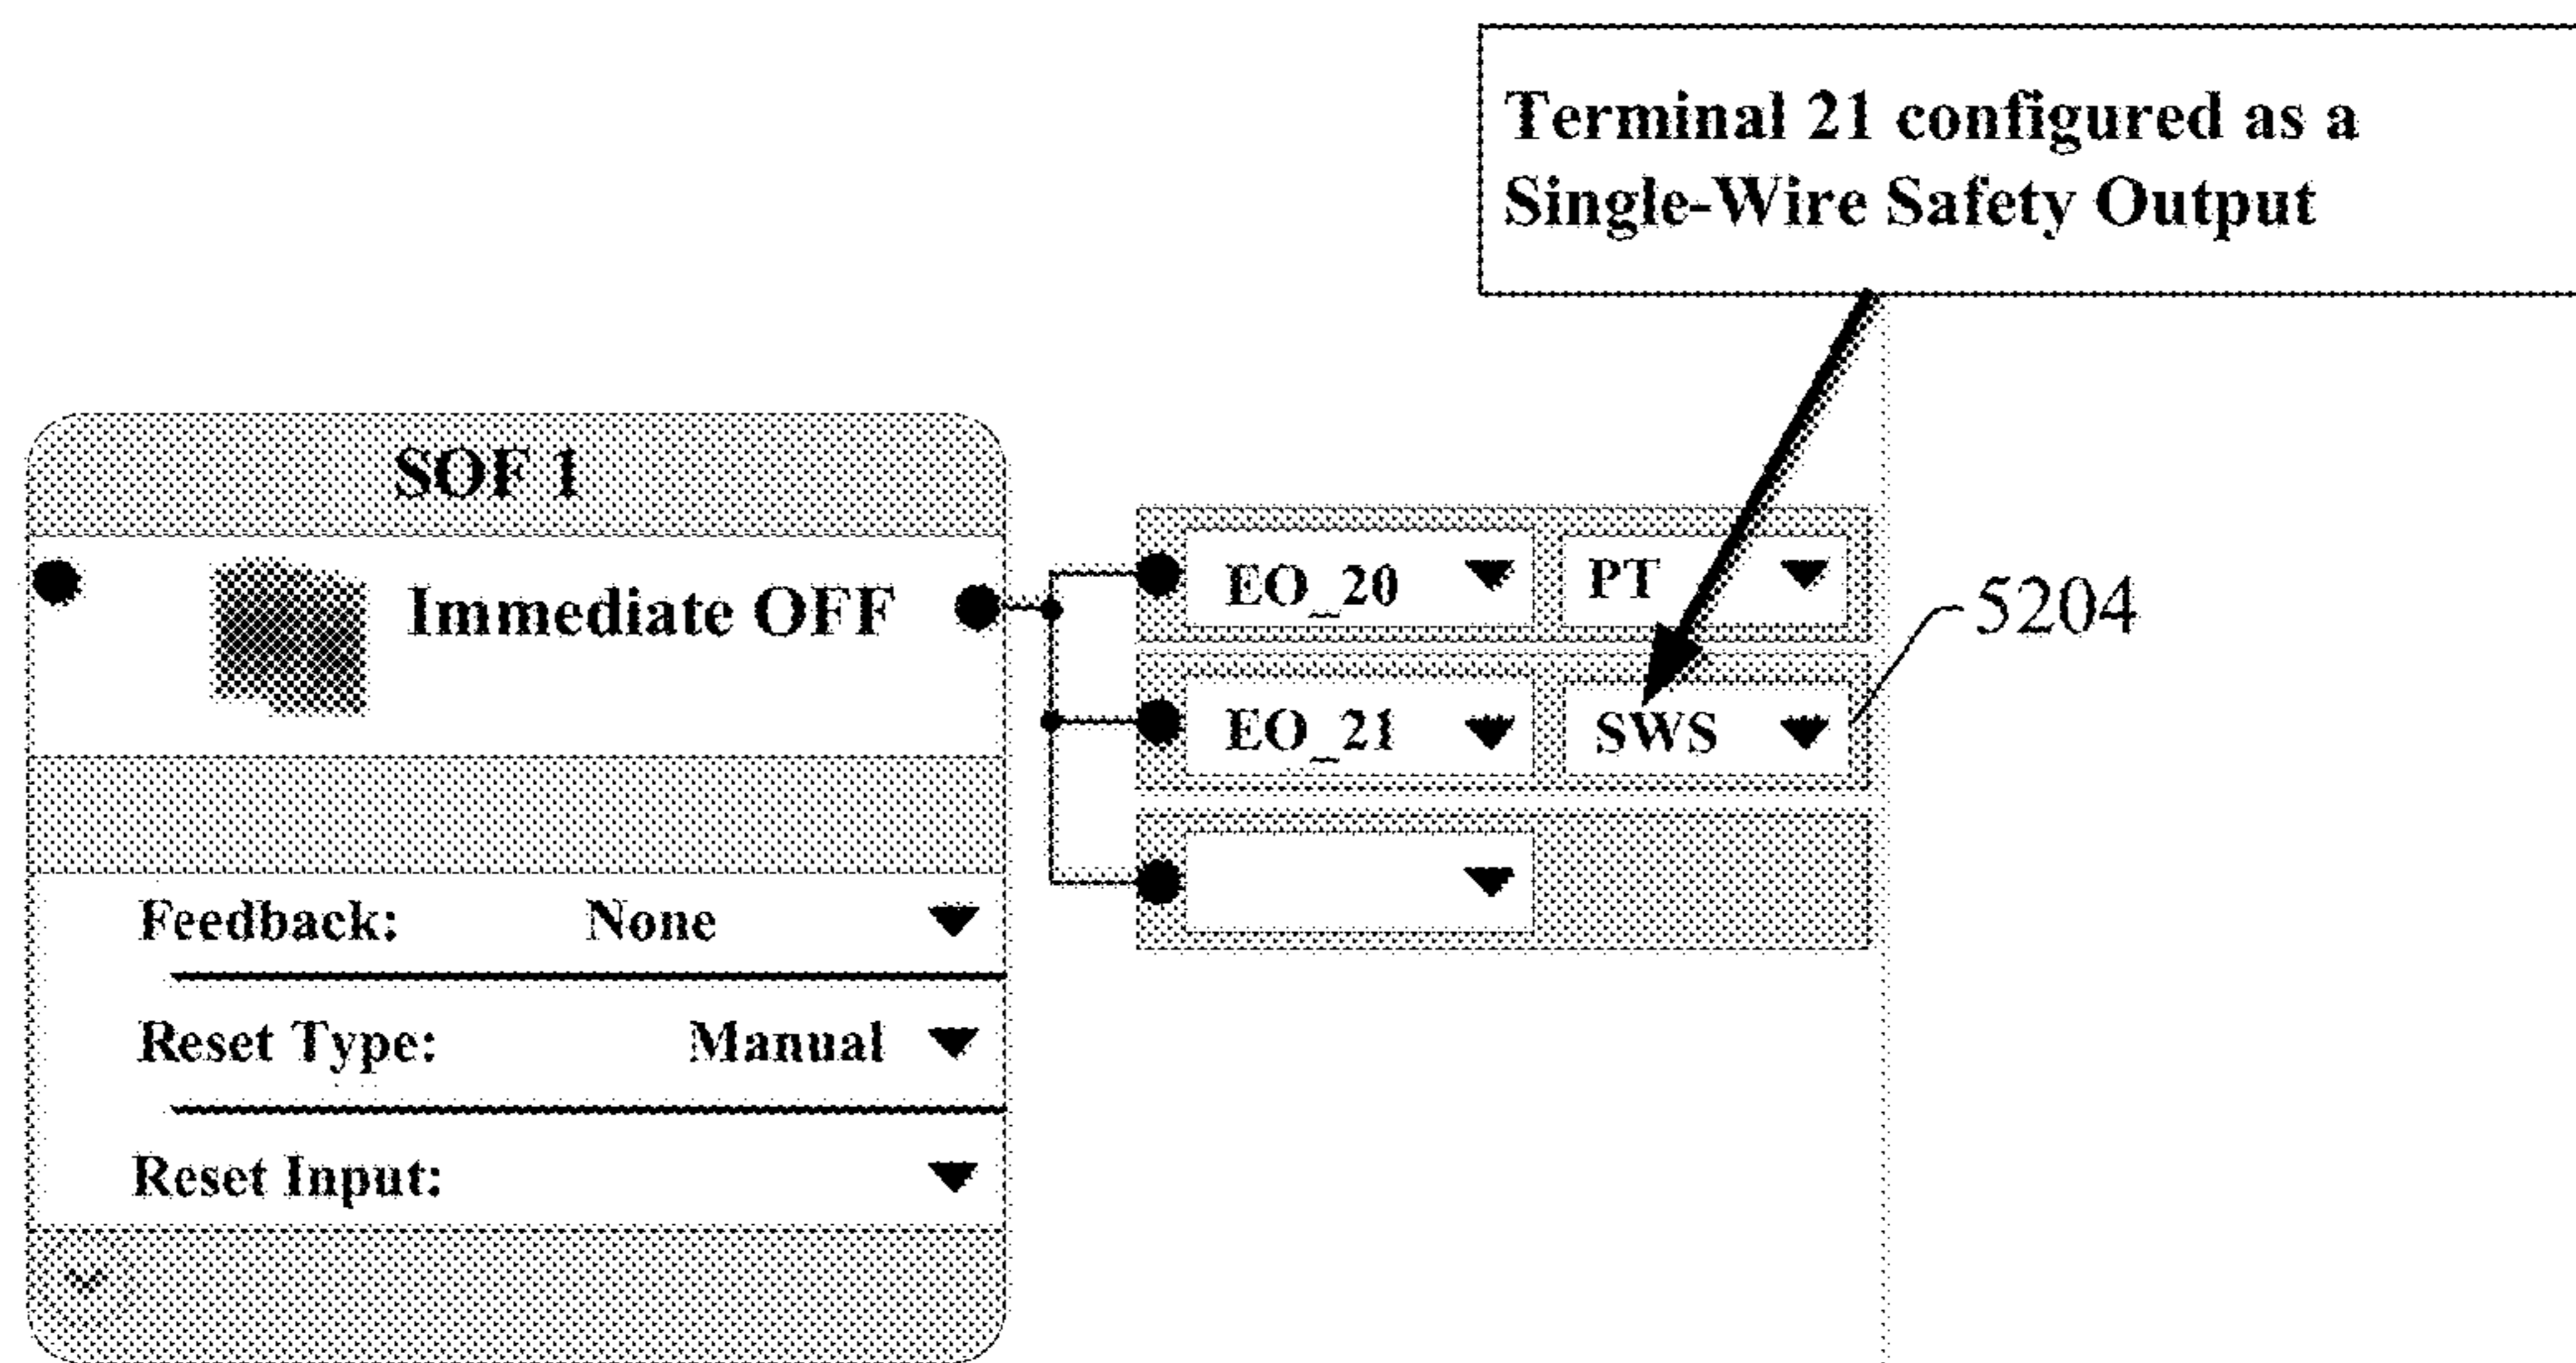 Terminal 21 configured as a
Single-Wire Safety Output
SOF 1
Immediate OFF
EO_20
PT
5204
EO_21
SWS
Feedback: None
Reset Type: Manual
Reset Input: